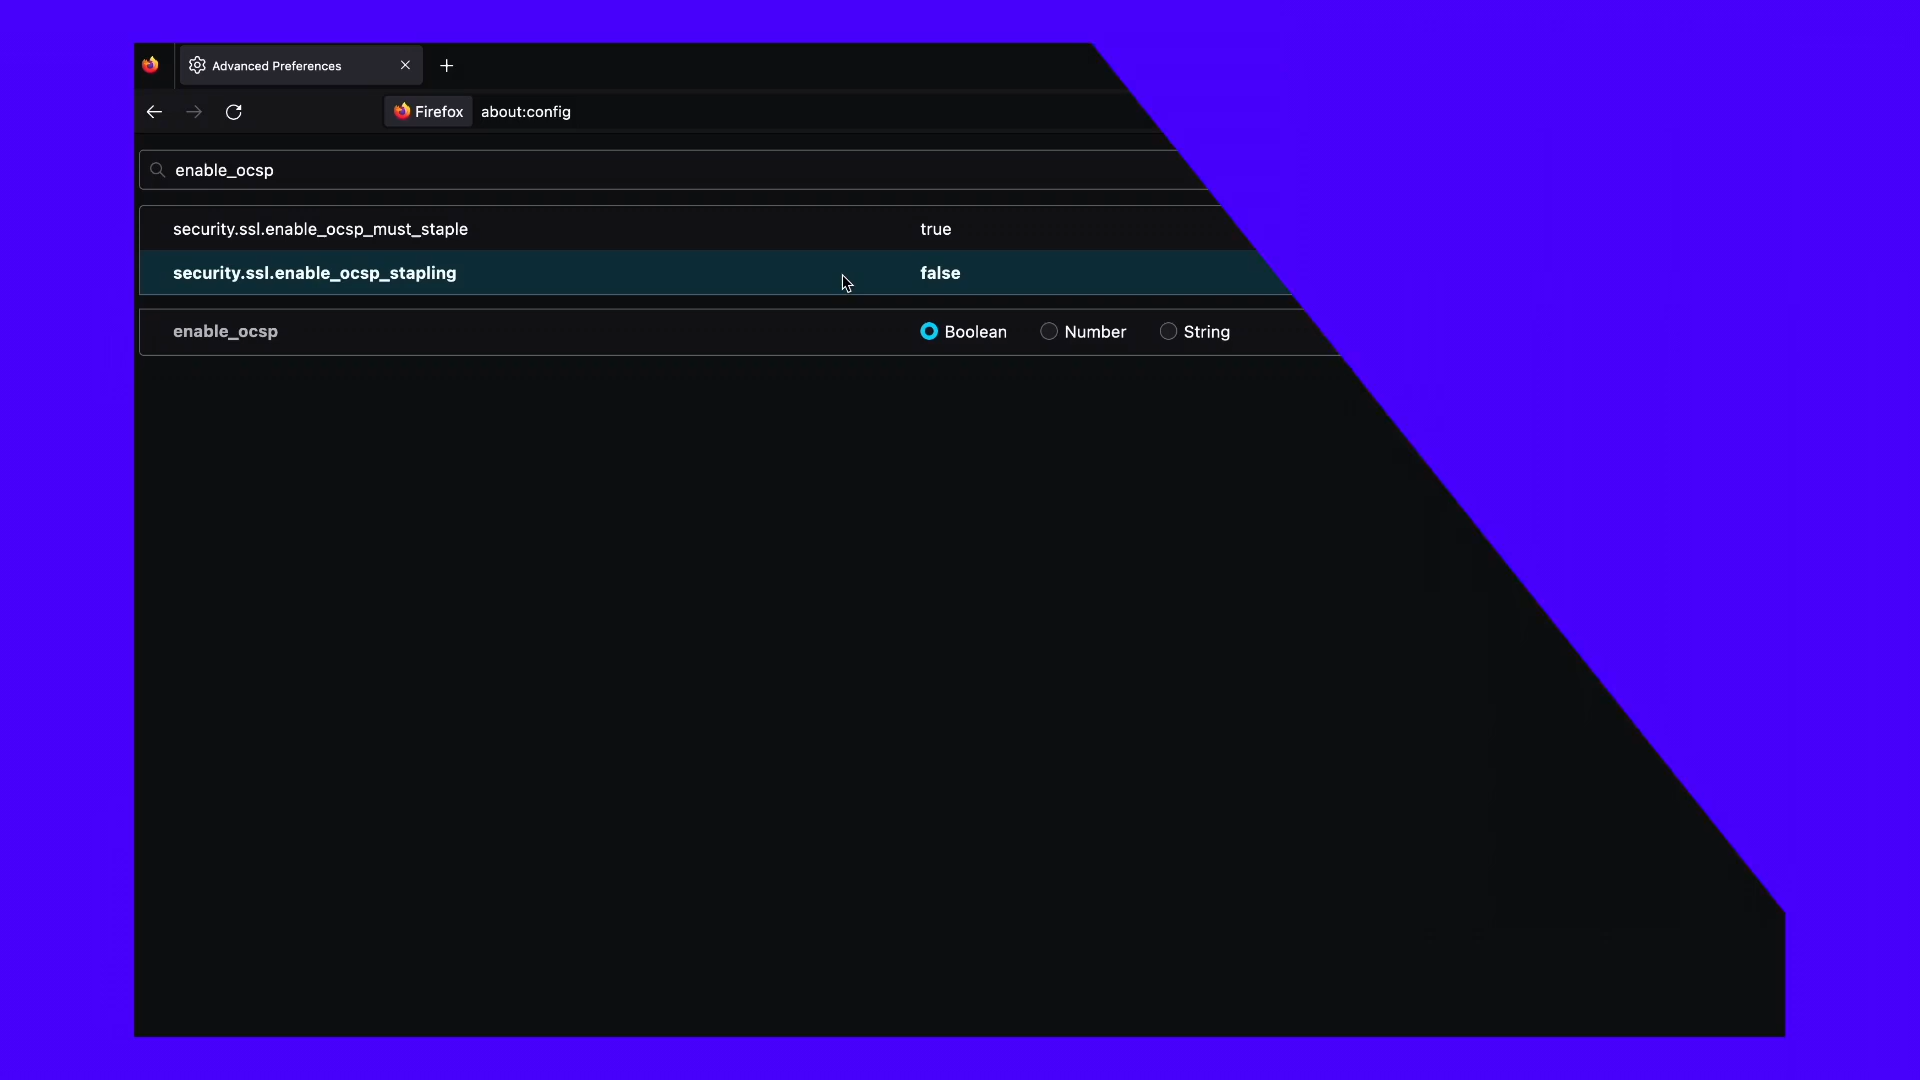 Advanced Preferences
Firefox about:config
enable_ocsp
security.ssl.enable_ocsp_must_staple true
security.ssl.enable_ocsp_stapling false
enable_ocsp Boolean Number String